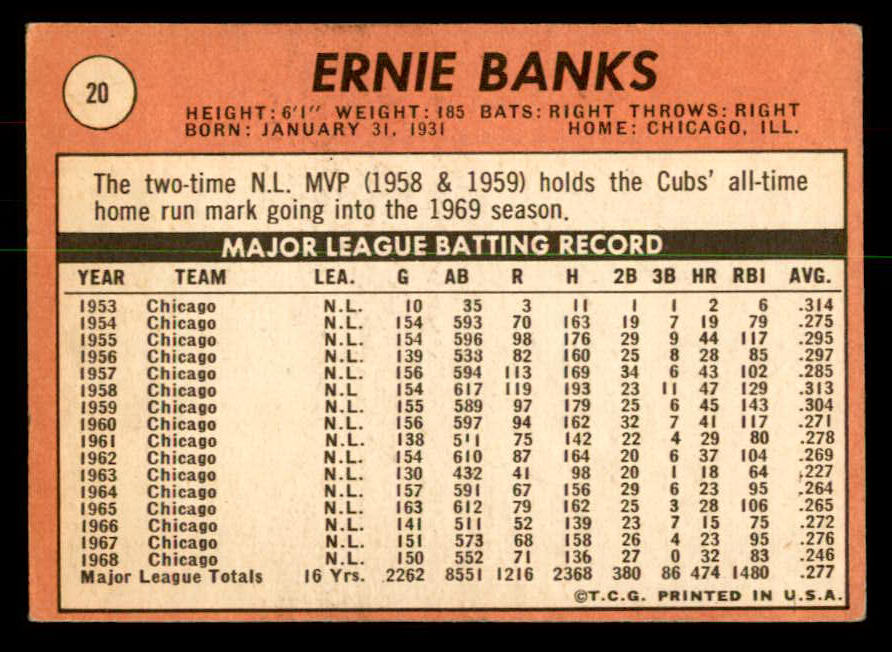 20
ERNIE BANKS
HEIGHT: 6'1" WEIGHT: 185 BATS: RIGHT THROWS: RIGHT
BORN: JANUARY 31, 1931 HOME: CHICAGO, ILL.
The two-time N.L. MVP (1958 & 1959) holds the Cubs' all-time
home run mark going into the 1969 season.
MAJOR LEAGUE BATTING RECORD
YEAR TEAM LEA. G AB R H 2B 3B HR RBI AVG.
1953 Chicago N.L. 10 35 3 11 1 1 2 6 .314
1954 Chicago N.L. 154 593 70 163 19 7 19 79 .275
1955 Chicago N.L. 154 596 98 176 29 9 44 117 .295
1956 Chicago N.L. 139 538 82 160 25 8 28 85 .297
1957 Chicago N.L. 156 594 113 169 34 6 43 102 .285
1958 Chicago N.L 154 617 119 193 23 11 47 129 .313
1959 Chicago N.L. 155 589 97 179 25 6 45 143 .304
1960 Chicago N.L. 156 597 94 162 32 7 41 117 .271
1961 Chicago N.L. 138 511 75 142 22 4 29 80 .278
1962 Chicago N.L. 154 610 87 164 20 6 37 104 .269
1963 Chicago N.L. 130 432 41 98 20 1 18 64 .227
1964 Chicago N.L. 157 591 67 156 29 6 23 95 .264
1965 Chicago N.L. 163 612 79 162 25 3 28 106 .265
1966 Chicago N.L. 141 511 52 139 23 7 15 75 .272
1967 Chicago N.L. 151 573 68 158 26 4 23 95 .276
1968 Chicago N.L. 150 552 71 136 27 0 32 83 .246
Major League Totals 16 Yrs. 2262 8551 1216 2368 380 86 474 1480 .277
©T.C.G. PRINTED IN U.S.A.